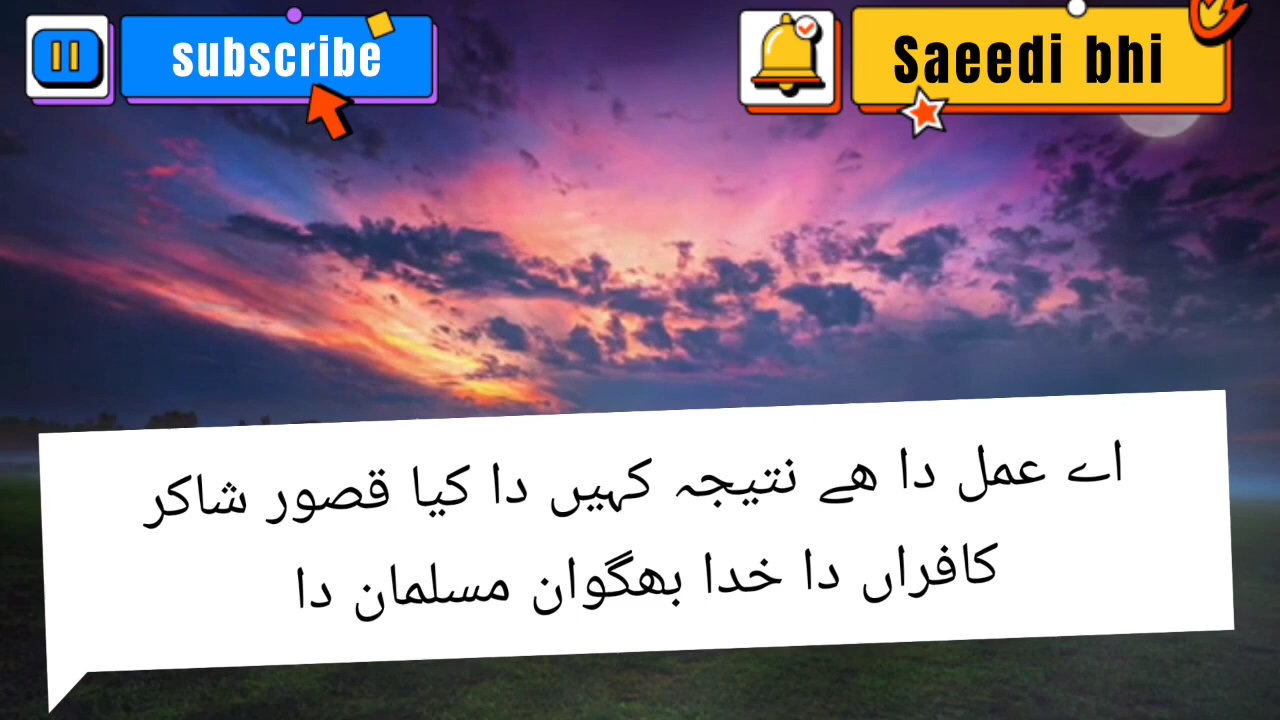 subscribe
Saeedi bhi
اے عمل دا ھے نتیجہ کہیں دا کیا قصور شاکر
کافراں دا خدا بھگوان مسلمان دا